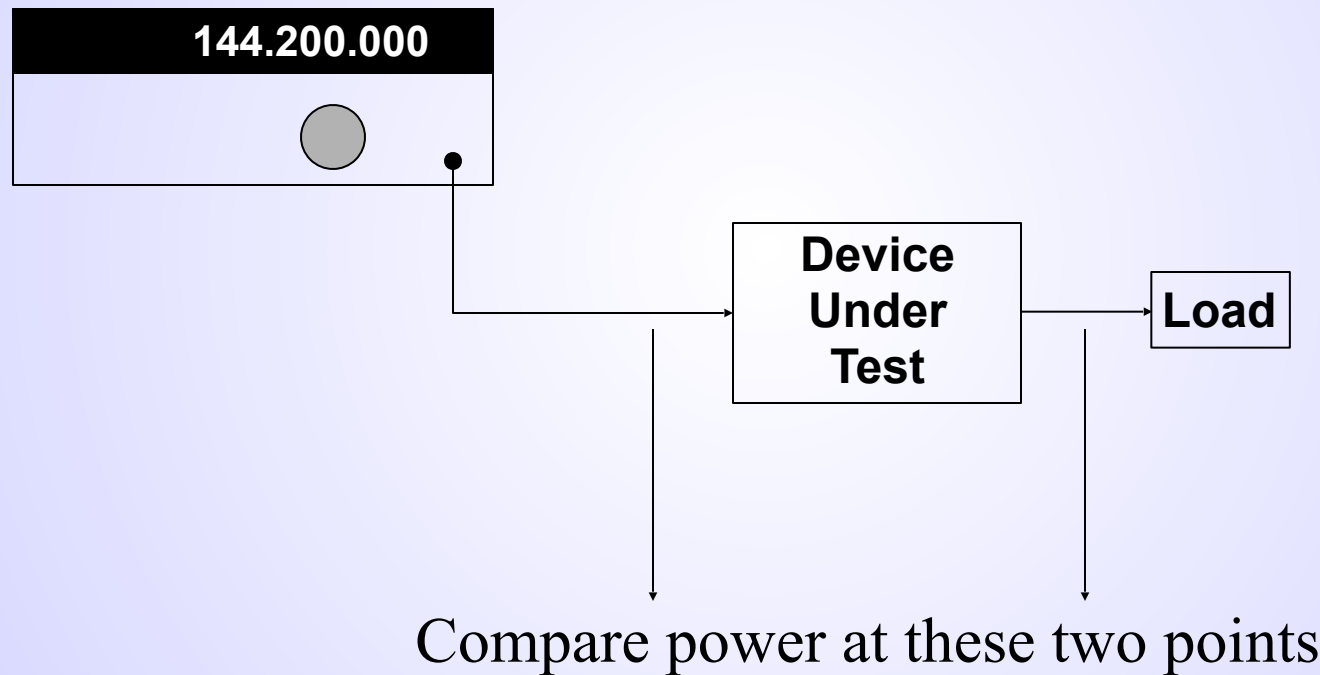 144.200.000
Device
Under
Test
Load
Compare power at these two points